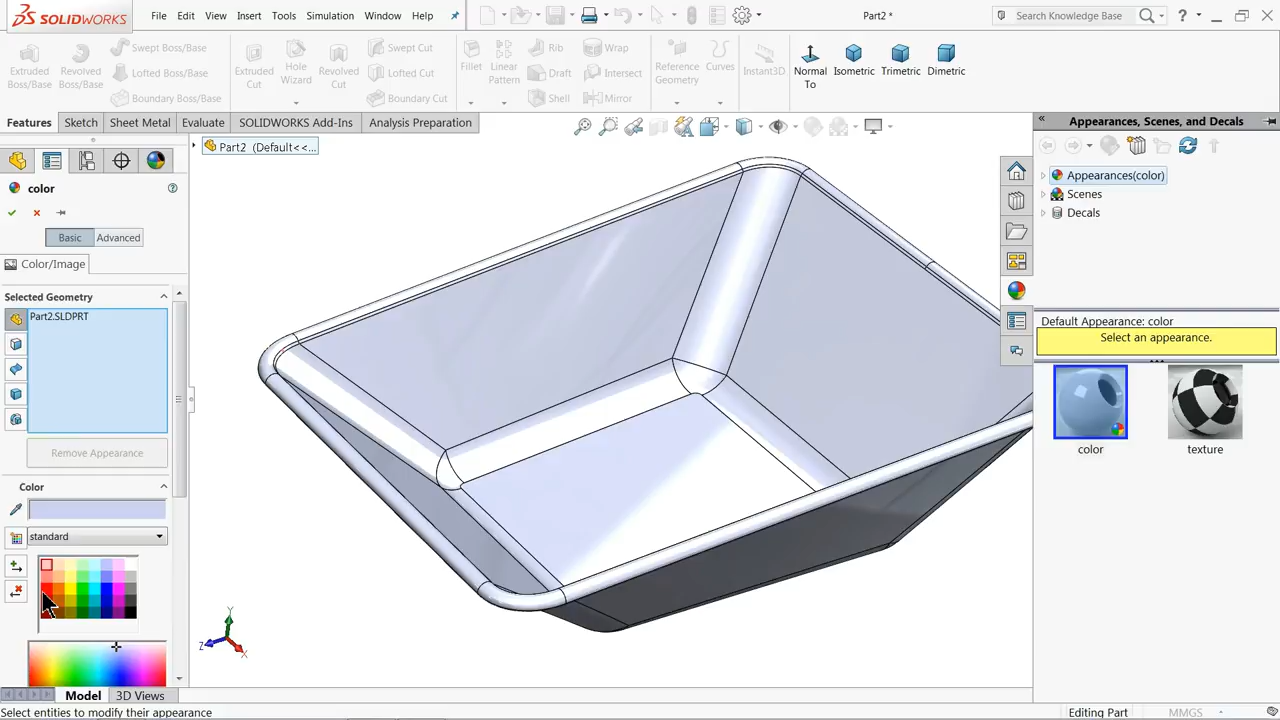 SOLIDWORKS File Edit View Insert Tools Simulation Window Help Part2 * Search Knowledge Base ?
Extruded Boss/Base Revolved Boss/Base Swept Boss/Base Lofted Boss/Base Boundary Boss/Base Extruded Cut Hole Wizard Revolved Cut Swept Cut Lofted Cut Boundary Cut Fillet Linear Pattern Rib Draft Shell Wrap Intersect Mirror Reference Geometry Curves Instant3D Normal To Isometric Trimetric Dimetric
Features Sketch Sheet Metal Evaluate SOLIDWORKS Add-Ins Analysis Preparation
Appearances, Scenes, and Decals
Part2 (Default<<...
color
Basic Advanced
Color/Image
Selected Geometry
Part2.SLDPRT
Remove Appearance
Color
standard
Appearances(color)
Scenes
Decals
Default Appearance: color
Select an appearance.
color texture
Y
Z X
Model 3D Views
Select entities to modify their appearance Editing Part MMGS